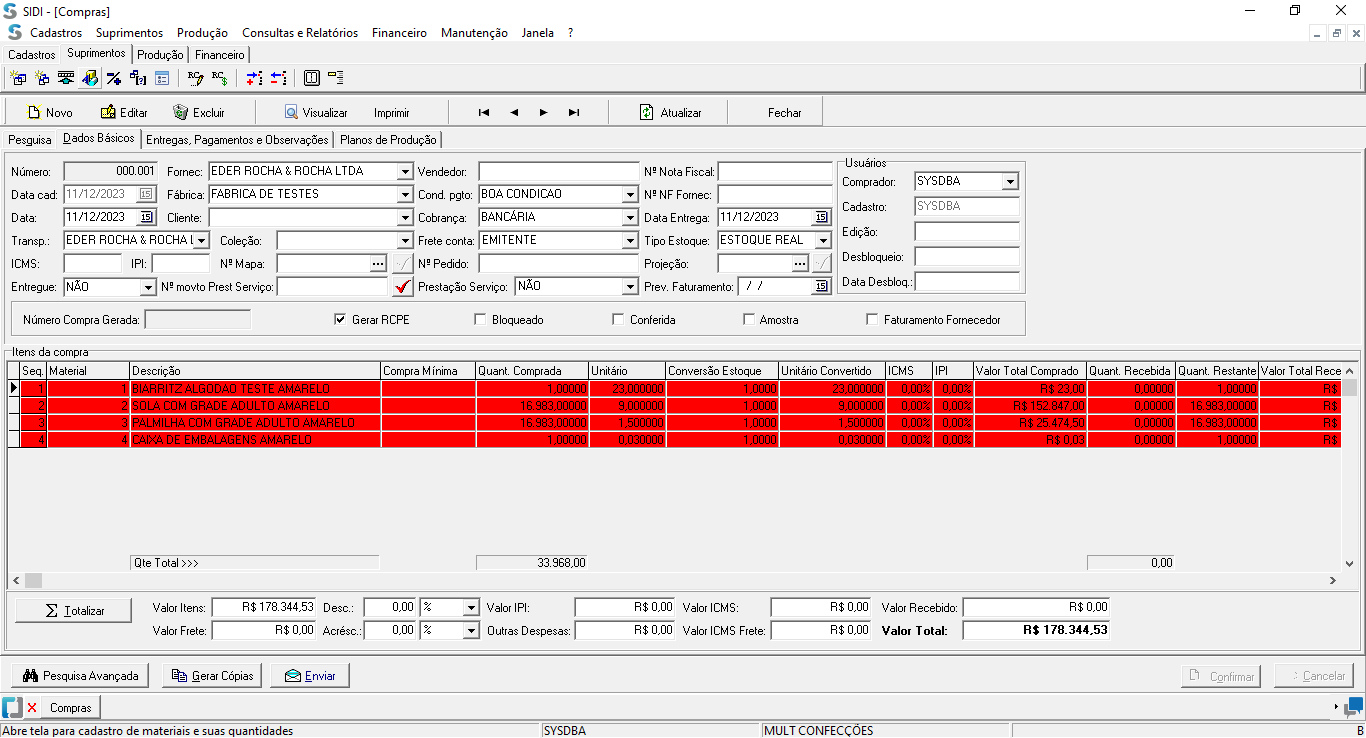 SIDI - [Compras]
Cadastros Suprimentos Produção Consultas e Relatórios Financeiro Manutenção Janela ?
Cadastros Suprimentos Produção Financeiro
Novo Editar Excluir Visualizar Imprimir Atualizar Fechar
Pesquisa Dados Básicos Entregas, Pagamentos e Observações Planos de Produção
Número: 000.001 Fornec: EDER ROCHA & ROCHA LTDA Vendedor: Nº Nota Fiscal: Usuários
Comprador: SYSDBA
Data cad: 11/12/2023 15 Fábrica: FABRICA DE TESTES Cond. pgto: BOA CONDICAO Nº NF Fornec:
Cadastro: SYSDBA
Data: 11/12/2023 15 Cliente: Cobrança: BANCÁRIA Data Entrega: 11/12/2023 15
Edição:
Transp.: EDER ROCHA & ROCHA L Coleção: Frete conta: EMITENTE Tipo Estoque: ESTOQUE REAL
Desbloqueio:
ICMS: IPI: Nº Mapa: ... Nº Pedido: Projeção: ...
Data Desbloq.:
Entregue: NÃO Nº movto Prest Serviço: Prestação Serviço: NÃO Prev. Faturamento: / / 15
Número Compra Gerada: Gerar RCPE Bloqueado Conferida Amostra Faturamento Fornecedor
Itens da compra
Seq. Material Descrição Compra Mínima Quant. Comprada Unitário Conversão Estoque Unitário Convertido ICMS IPI Valor Total Comprado Quant. Recebida Quant. Restante Valor Total Rece
1 1 BIARRITZ ALGODAO TESTE AMARELO 1,00000 23,000000 1,0000 23,000000 0,00% 0,00% R$ 23,00 0,00000 1,00000 R$
2 2 SOLA COM GRADE ADULTO AMARELO 16.983,00000 9,000000 1,0000 9,000000 0,00% 0,00% R$ 152.847,00 0,00000 16.983,00000 R$
3 3 PALMILHA COM GRADE ADULTO AMARELO 16.983,00000 1,500000 1,0000 1,500000 0,00% 0,00% R$ 25.474,50 0,00000 16.983,00000 R$
4 4 CAIXA DE EMBALAGENS AMARELO 1,00000 0,030000 1,0000 0,030000 0,00% 0,00% R$ 0,03 0,00000 1,00000 R$
Qte Total >>> 33.968,00 0,00
Totalizar Valor Itens: R$ 178.344,53 Desc.: 0,00 % Valor IPI: R$ 0,00 Valor ICMS: R$ 0,00 Valor Recebido: R$ 0,00
Valor Frete: R$ 0,00 Acrésc.: 0,00 % Outras Despesas: R$ 0,00 Valor ICMS Frete: R$ 0,00 Valor Total: R$ 178.344,53
Pesquisa Avançada Gerar Cópias Enviar Confirmar Cancelar
Compras
Abre tela para cadastro de materiais e suas quantidades SYSDBA MULT CONFECÇÕES B